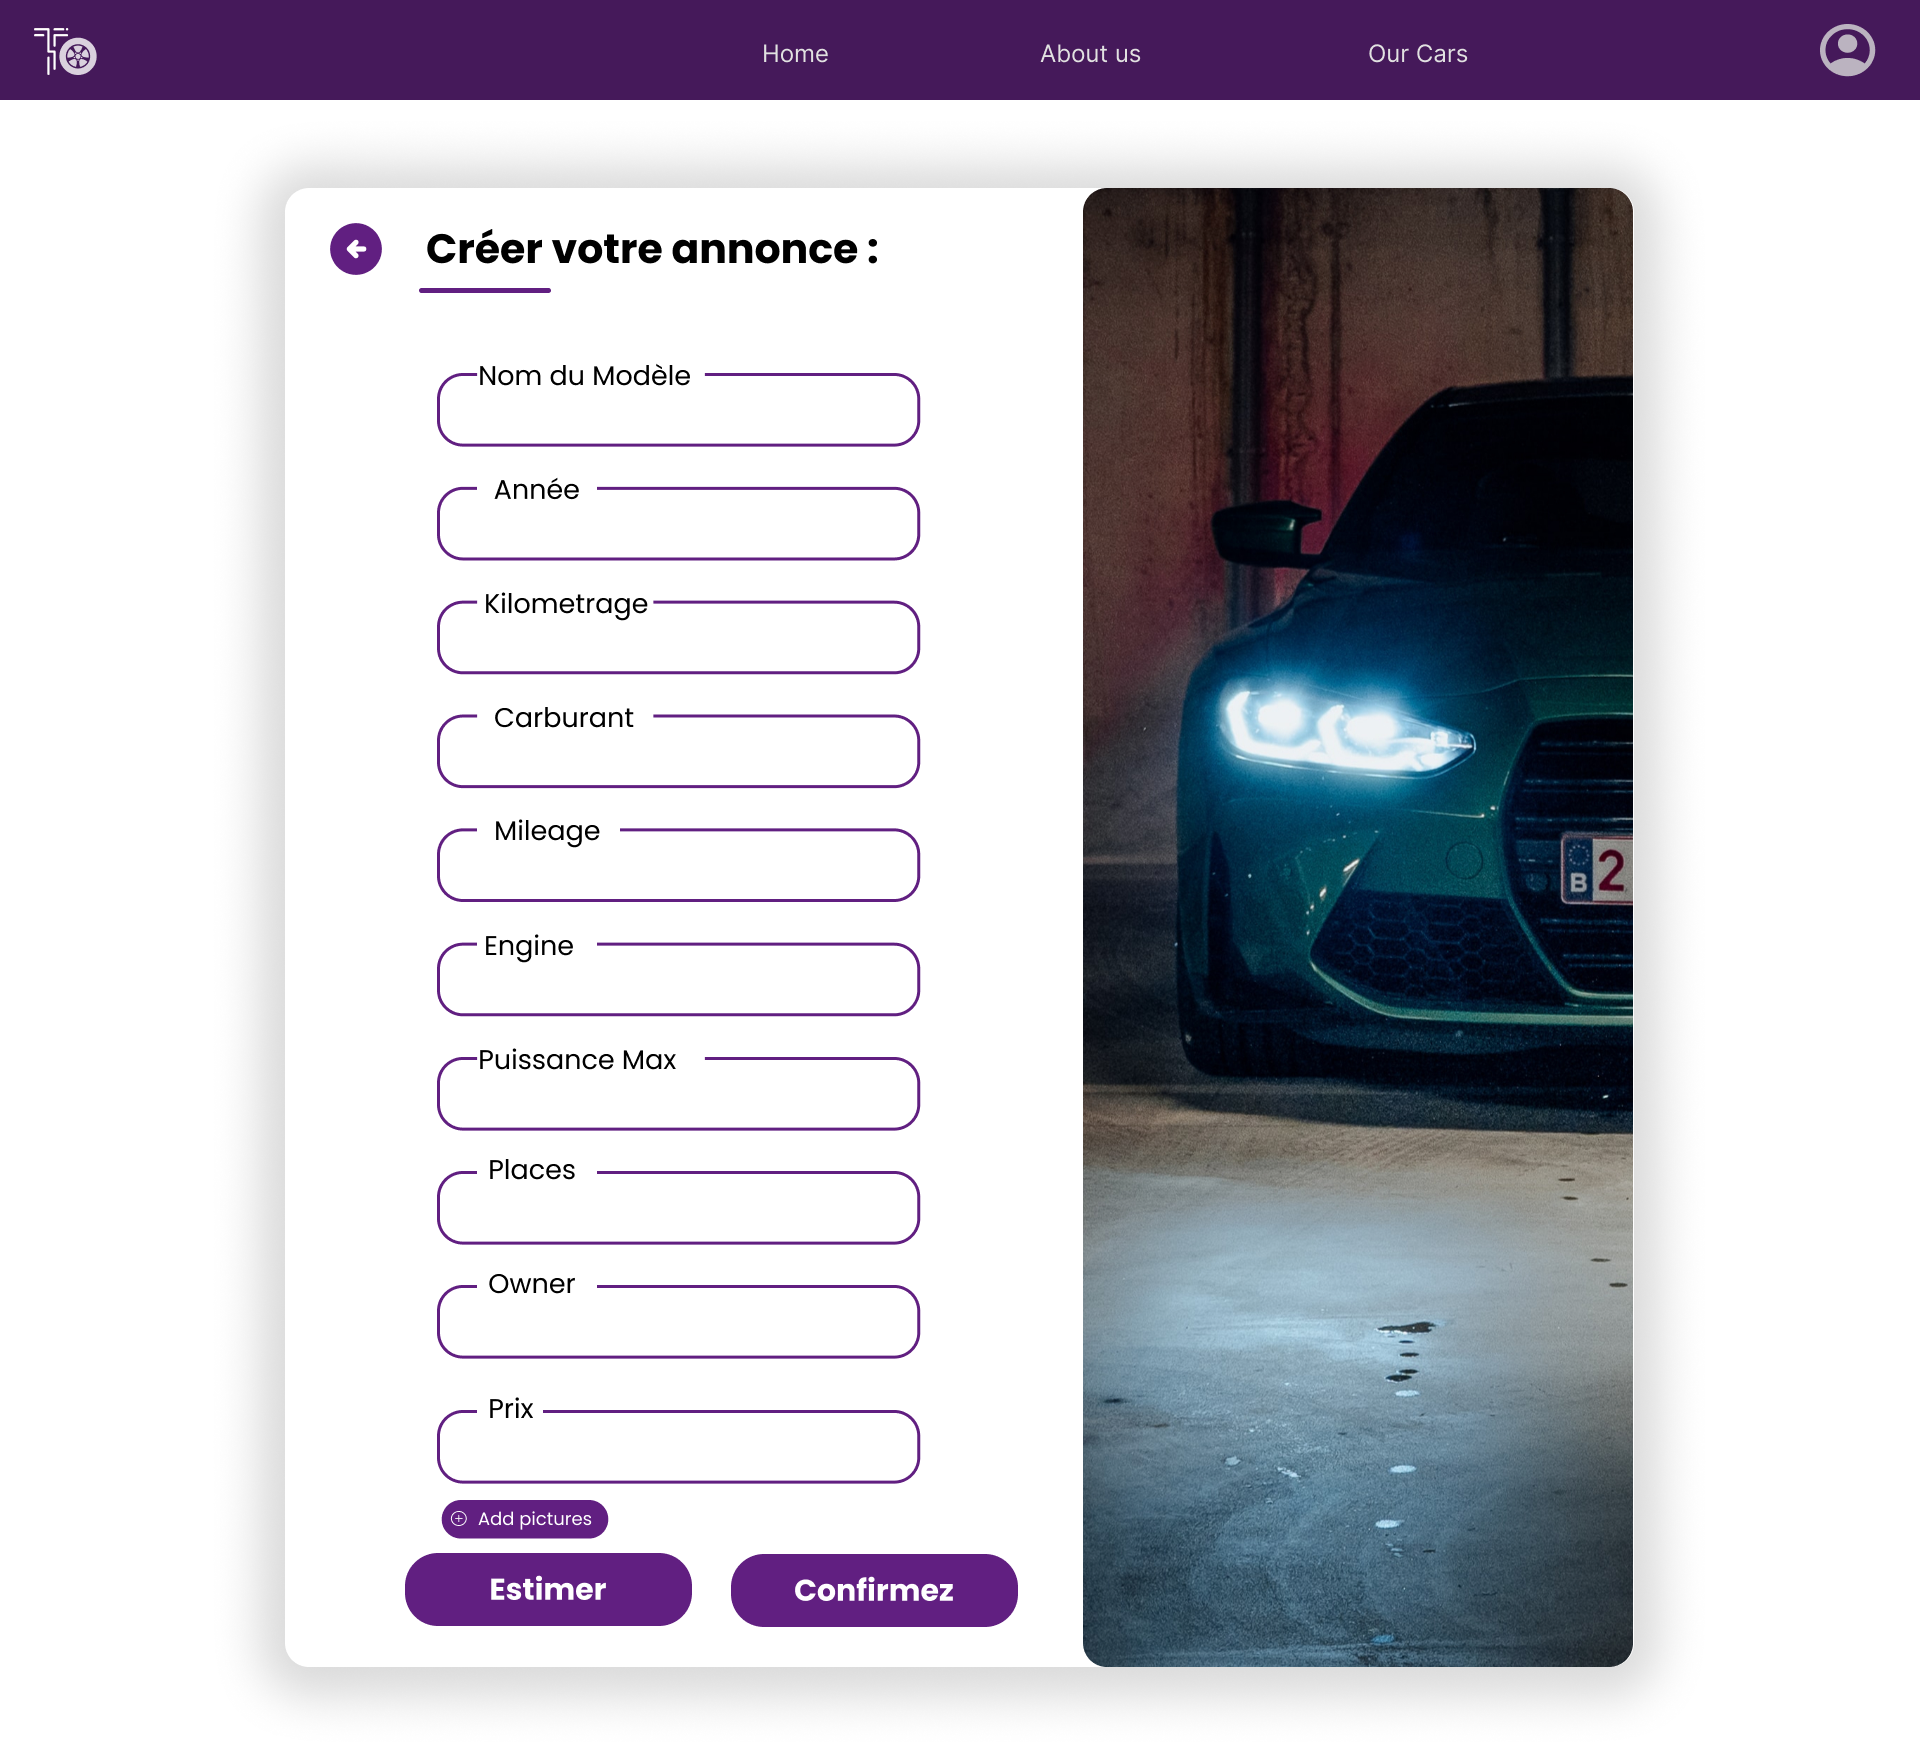 Home
About us
Our Cars
Créer votre annonce :
Nom du Modèle
Année
Kilometrage
Carburant
Mileage
Engine
Puissance Max
Places
Owner
Prix
Add pictures
Estimer
Confirmez
B 2